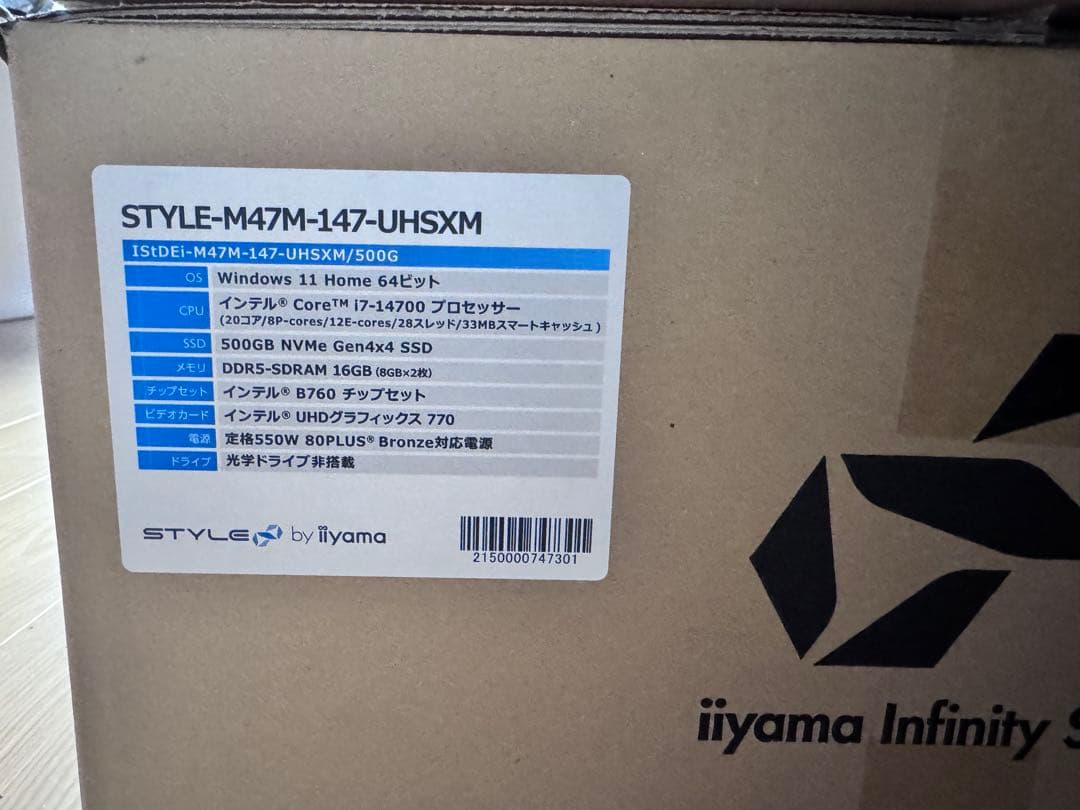 STYLE-M47M-147-UHSXM
IStDEi-M47M-147-UHSXM/500G
OS Windows 11 Home 64ビット
CPU インテル® Core™ i7-14700 プロセッサー
(20コア/8P-cores/12E-cores/28スレッド/33MBスマートキャッシュ)
SSD 500GB NVMe Gen4x4 SSD
メモリ DDR5-SDRAM 16GB (8GB×2枚)
チップセット インテル® B760 チップセット
ビデオカード インテル® UHDグラフィックス 770
電源 定格550W 80PLUS® Bronze対応電源
ドライブ 光学ドライブ非搭載
STYLE by iiyama
2150000747301
iiyama Infinity S